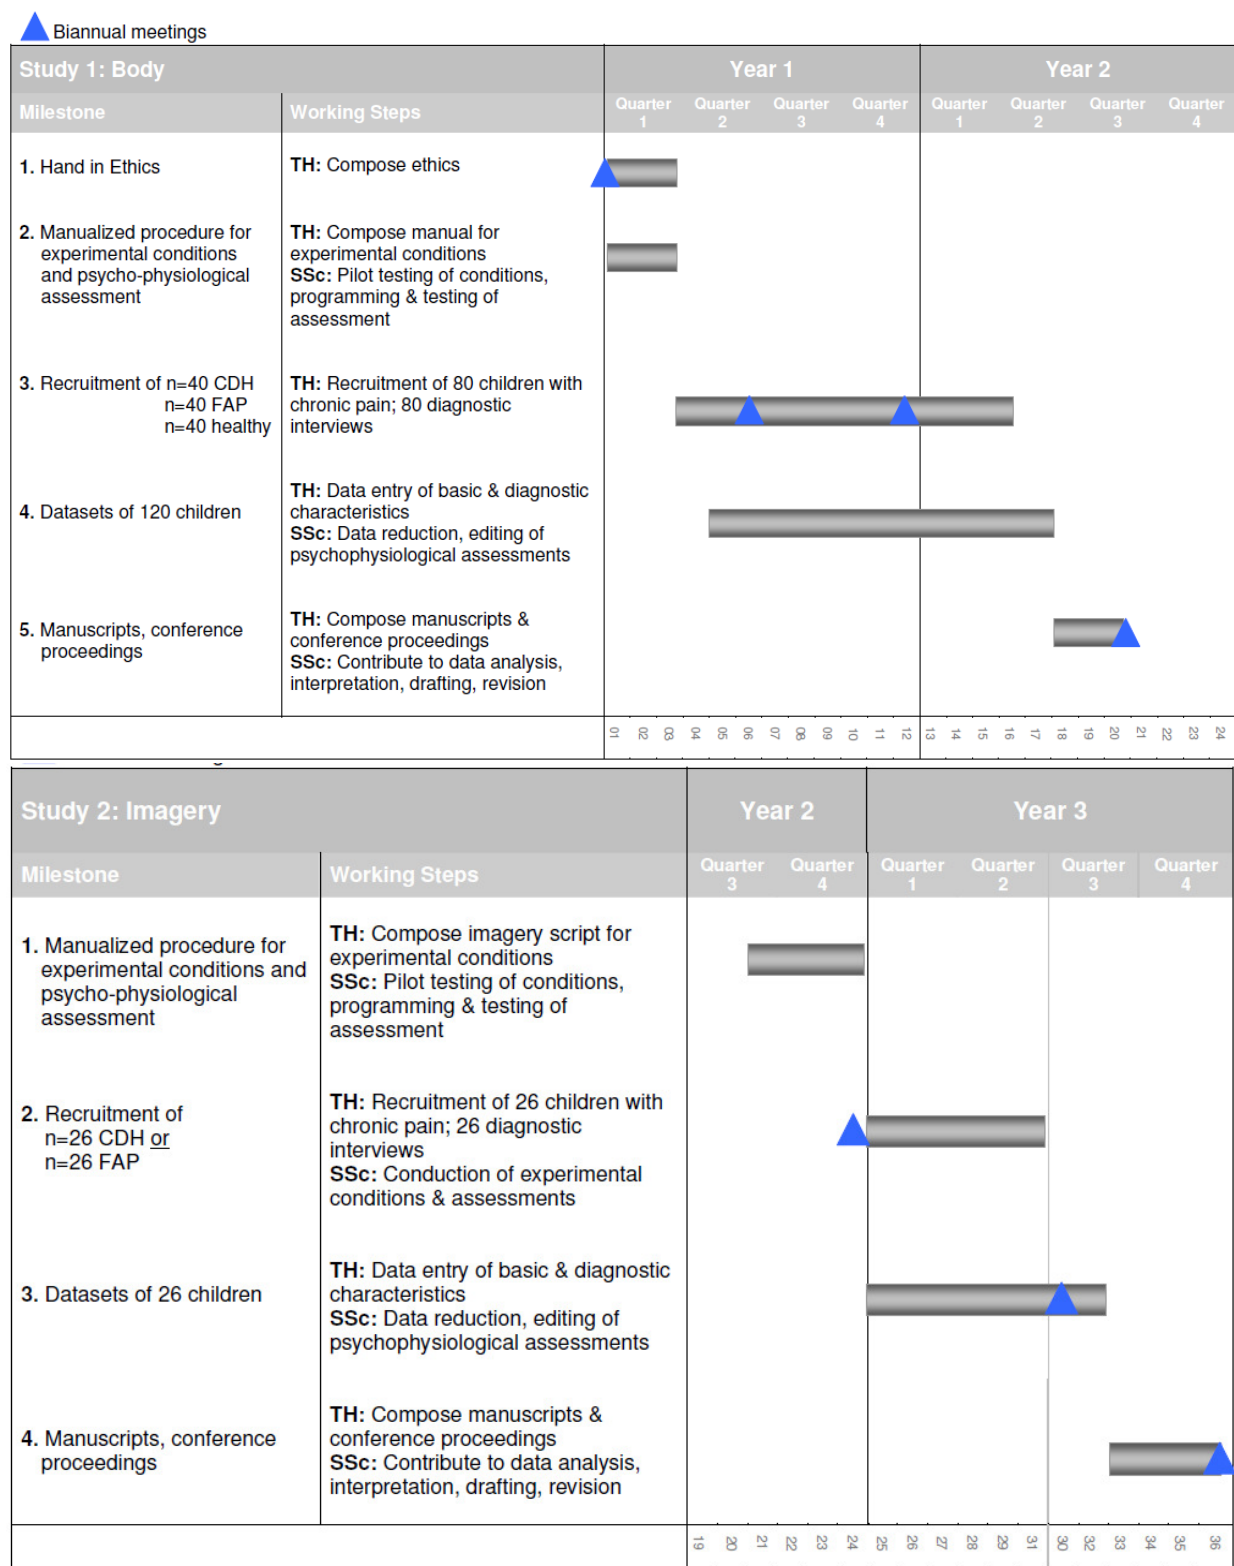 Biannual meetings
Study 1: Body
Year 1
Year 2
Milestone
Working Steps
Quarter 1
Quarter 2
Quarter 3
Quarter 4
Quarter 1
Quarter 2
Quarter 3
Quarter 4
1. Hand in Ethics
TH: Compose ethics
2. Manualized procedure for
experimental conditions
and psycho-physiological
assessment
TH: Compose manual for
experimental conditions
SSc: Pilot testing of conditions,
programming & testing of
assessment
3. Recruitment of n=40 CDH
n=40 FAP
n=40 healthy
TH: Recruitment of 80 children with
chronic pain; 80 diagnostic
interviews
4. Datasets of 120 children
TH: Data entry of basic & diagnostic
characteristics
SSc: Data reduction, editing of
psychophysiological assessments
5. Manuscripts, conference
proceedings
TH: Compose manuscripts &
conference proceedings
SSc: Contribute to data analysis,
interpretation, drafting, revision
01 02 03 04 05 06 07 08 09 10 11 12 13 14 15 16 17 18 19 20 21 22 23 24
Study 2: Imagery
Year 2
Year 3
Milestone
Working Steps
Quarter 3
Quarter 4
Quarter 1
Quarter 2
Quarter 3
Quarter 4
1. Manualized procedure for
experimental conditions and
psycho-physiological
assessment
TH: Compose imagery script for
experimental conditions
SSc: Pilot testing of conditions,
programming & testing of
assessment
2. Recruitment of
n=26 CDH or
n=26 FAP
TH: Recruitment of 26 children with
chronic pain; 26 diagnostic
interviews
SSc: Conduction of experimental
conditions & assessments
3. Datasets of 26 children
TH: Data entry of basic & diagnostic
characteristics
SSc: Data reduction, editing of
psychophysiological assessments
4. Manuscripts, conference
proceedings
TH: Compose manuscripts &
conference proceedings
SSc: Contribute to data analysis,
interpretation, drafting, revision
19 20 21 22 23 24 25 26 27 28 29 31 30 33 34 35 36